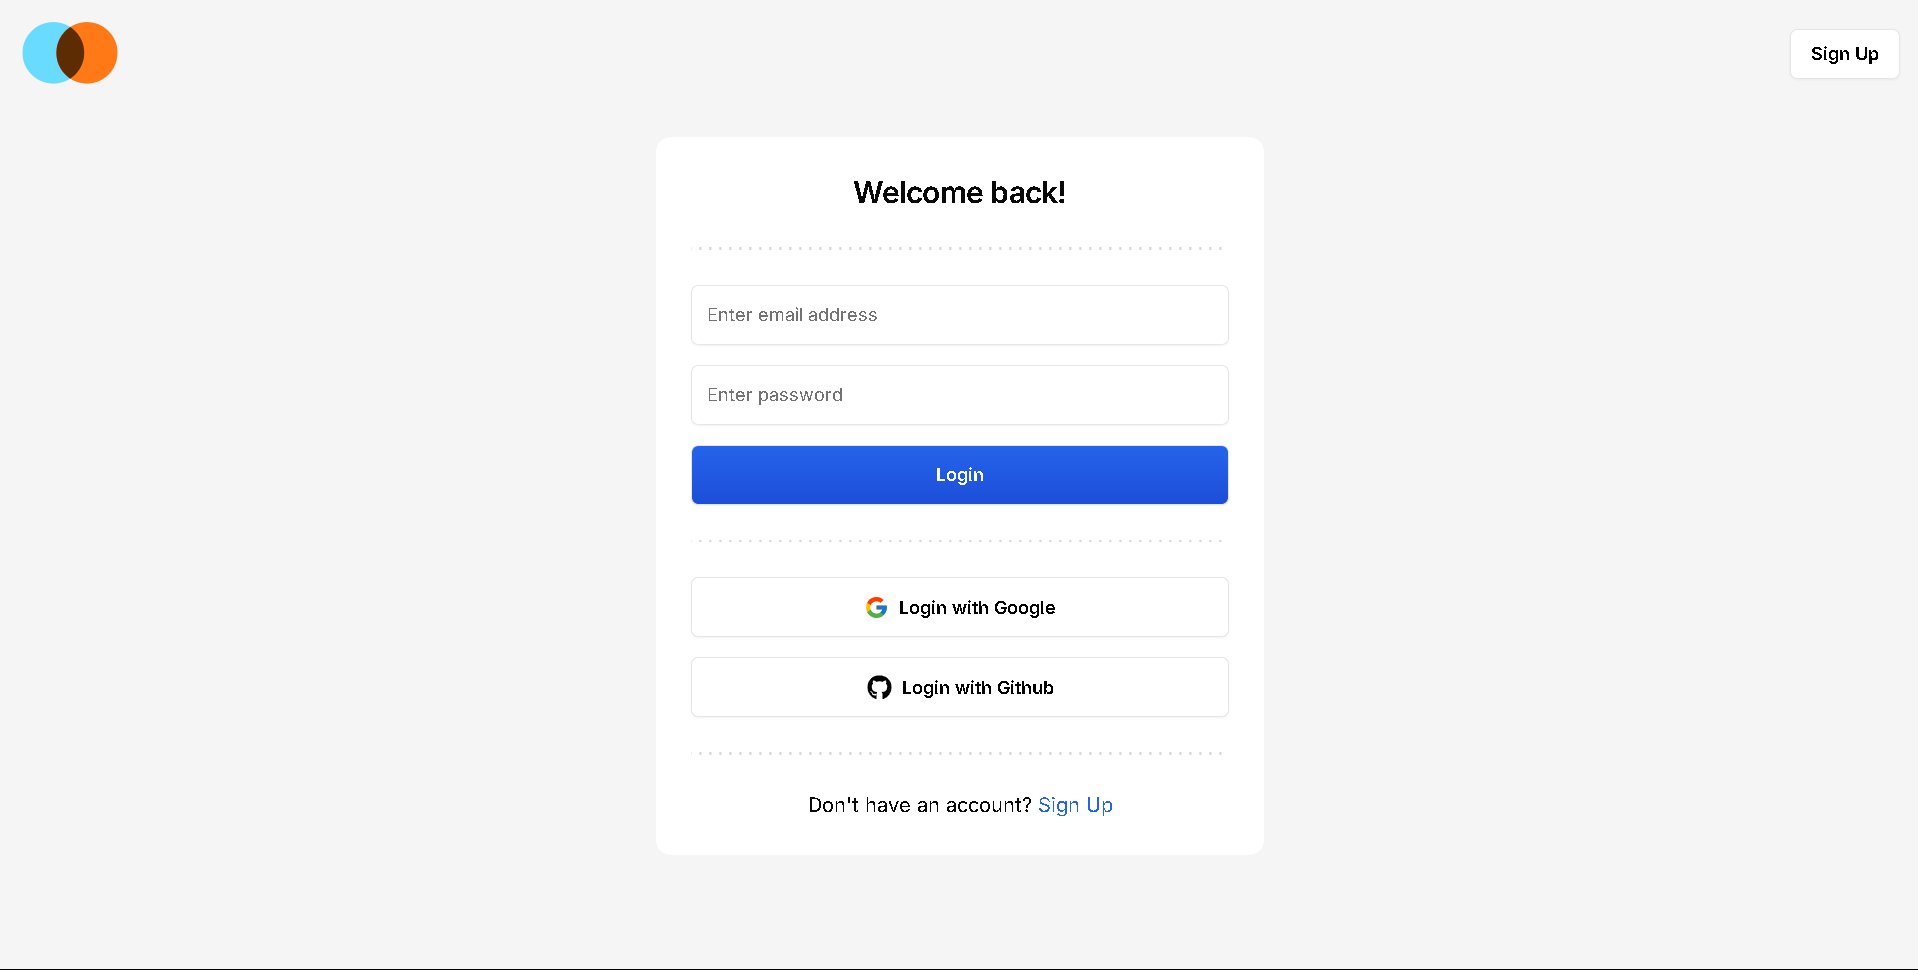 Sign Up
Welcome back!
Enter email address
Enter password
Login
Login with Google
Login with Github
Don't have an account? Sign Up